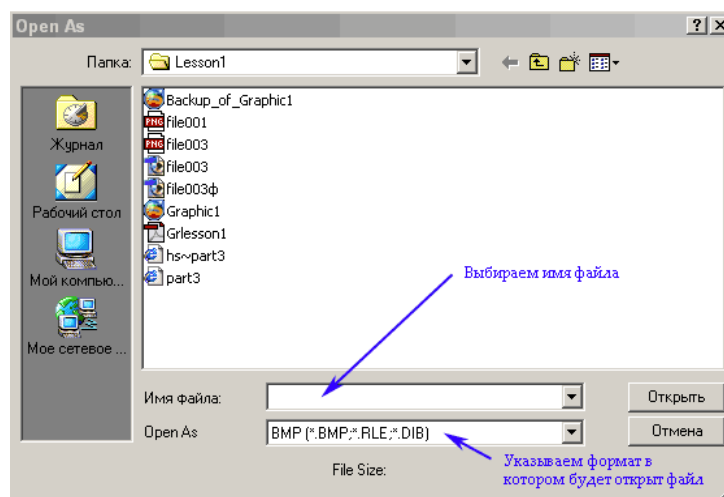 Open As
Папка: Lesson1
Backup_of_Graphic1
PNG file001
PNG file003
file003
file003ф
Graphic1
Grlesson1
hs~part3
part3
Журнал
Рабочий стол
Мой компью...
Мое сетевое ...
Выбираем имя файла
Имя файла: Открыть
Open As BMP (*.BMP;*.RLE;*.DIB) Отмена
File Size:
Указываем формат в
котором будет открыт файл